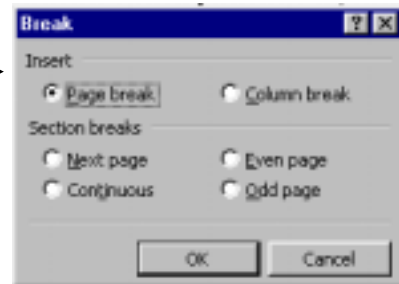 Break
Insert
Page break Column break
Section breaks
Next page Even page
Continuous Odd page
OK Cancel